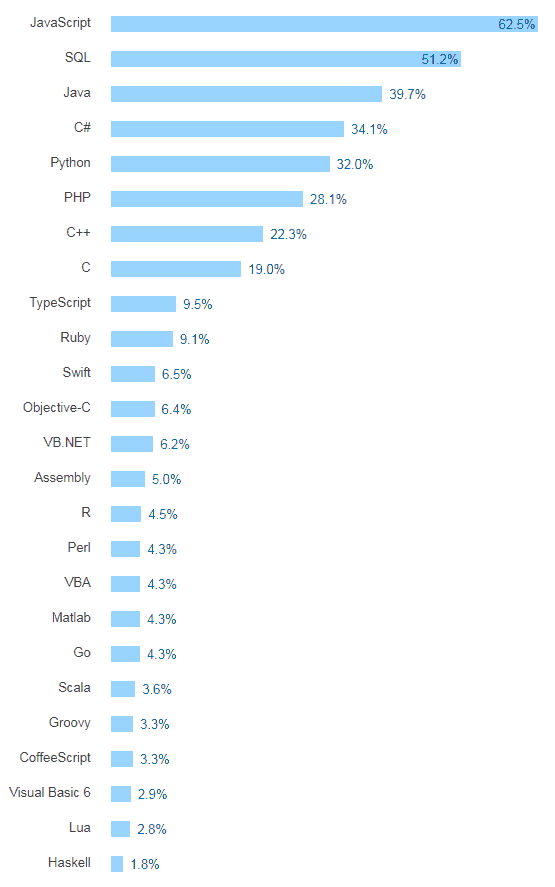 JavaScript 62.5%
SQL 51.2%
Java 39.7%
C# 34.1%
Python 32.0%
PHP 28.1%
C++ 22.3%
C 19.0%
TypeScript 9.5%
Ruby 9.1%
Swift 6.5%
Objective-C 6.4%
VB.NET 6.2%
Assembly 5.0%
R 4.5%
Perl 4.3%
VBA 4.3%
Matlab 4.3%
Go 4.3%
Scala 3.6%
Groovy 3.3%
CoffeeScript 3.3%
Visual Basic 6 2.9%
Lua 2.8%
Haskell 1.8%